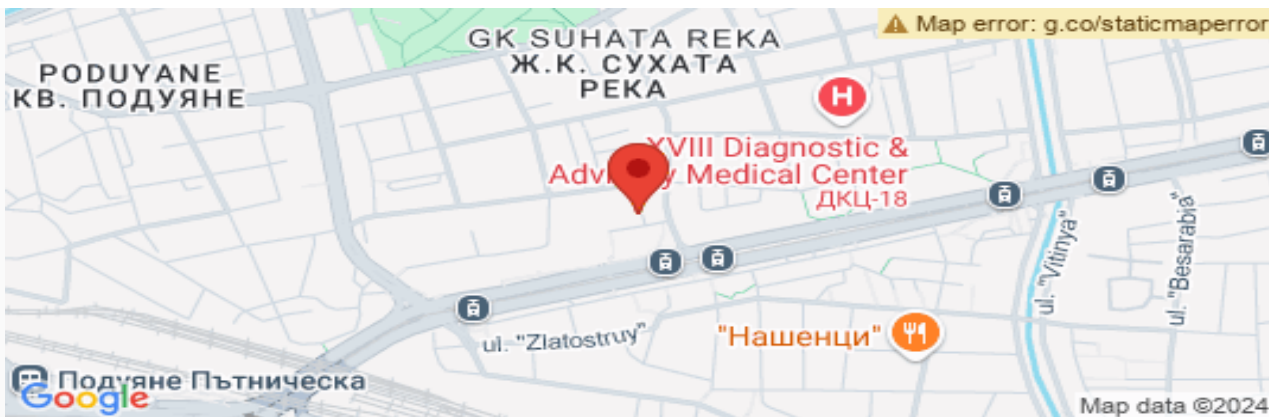 Map error: g.co/staticmaperror
GK SUHATA REKA
Ж.К. СУХАТА
РЕКА
PODUYANE
КВ. ПОДУЯНЕ
H
XVIII Diagnostic &
Medical Center
ДКЦ-18
ul. "Vitinya"
ul. "Besarabia"
ul. "Zlatostruy"
"Нашенци"
Подуяне Пътническа
Google
Map data ©2024